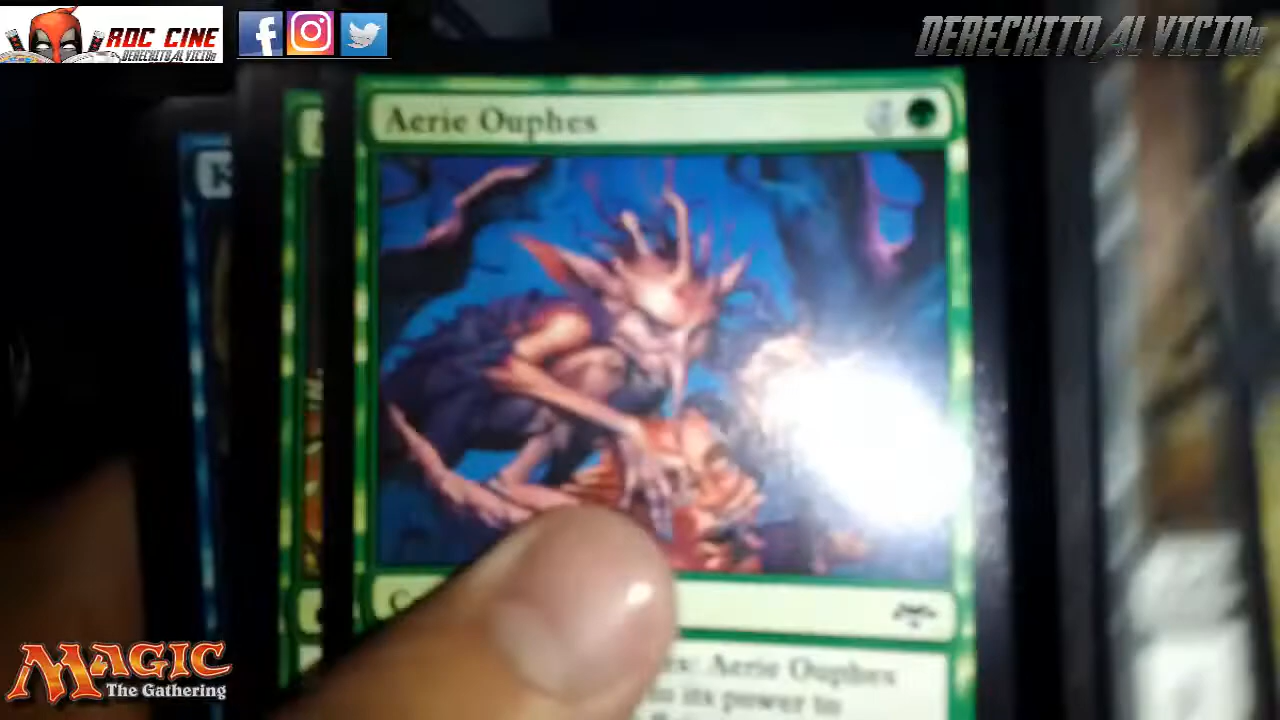 ROC CINE
DERECHITO AL VICIO
DERECHITO AL VICIO
Aerie Ouphes
C
: Aerie Ouphes
its power to
MAGIC
The Gathering